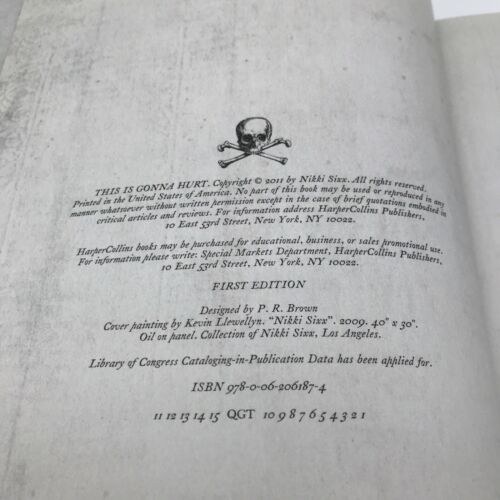 THIS IS GONNA HURT. Copyright © 2011 by Nikki Sixx. All rights reserved.
Printed in the United States of America. No part of this book may be used or reproduced in any
manner whatsoever without written permission except in the case of brief quotations embodied in
critical articles and reviews. For information address HarperCollins Publishers,
10 East 53rd Street, New York, NY 10022.
HarperCollins books may be purchased for educational, business, or sales promotional use.
For information please write: Special Markets Department, HarperCollins Publishers,
10 East 53rd Street, New York, NY 10022.
FIRST EDITION
Designed by P. R. Brown
Cover painting by Kevin Llewellyn. "Nikki Sixx". 2009. 40" x 30".
Oil on panel. Collection of Nikki Sixx, Los Angeles.
Library of Congress Cataloging-in-Publication Data has been applied for.
ISBN 978-0-06-206187-4
11 12 13 14 15 QGT 10 9 8 7 6 5 4 3 2 1